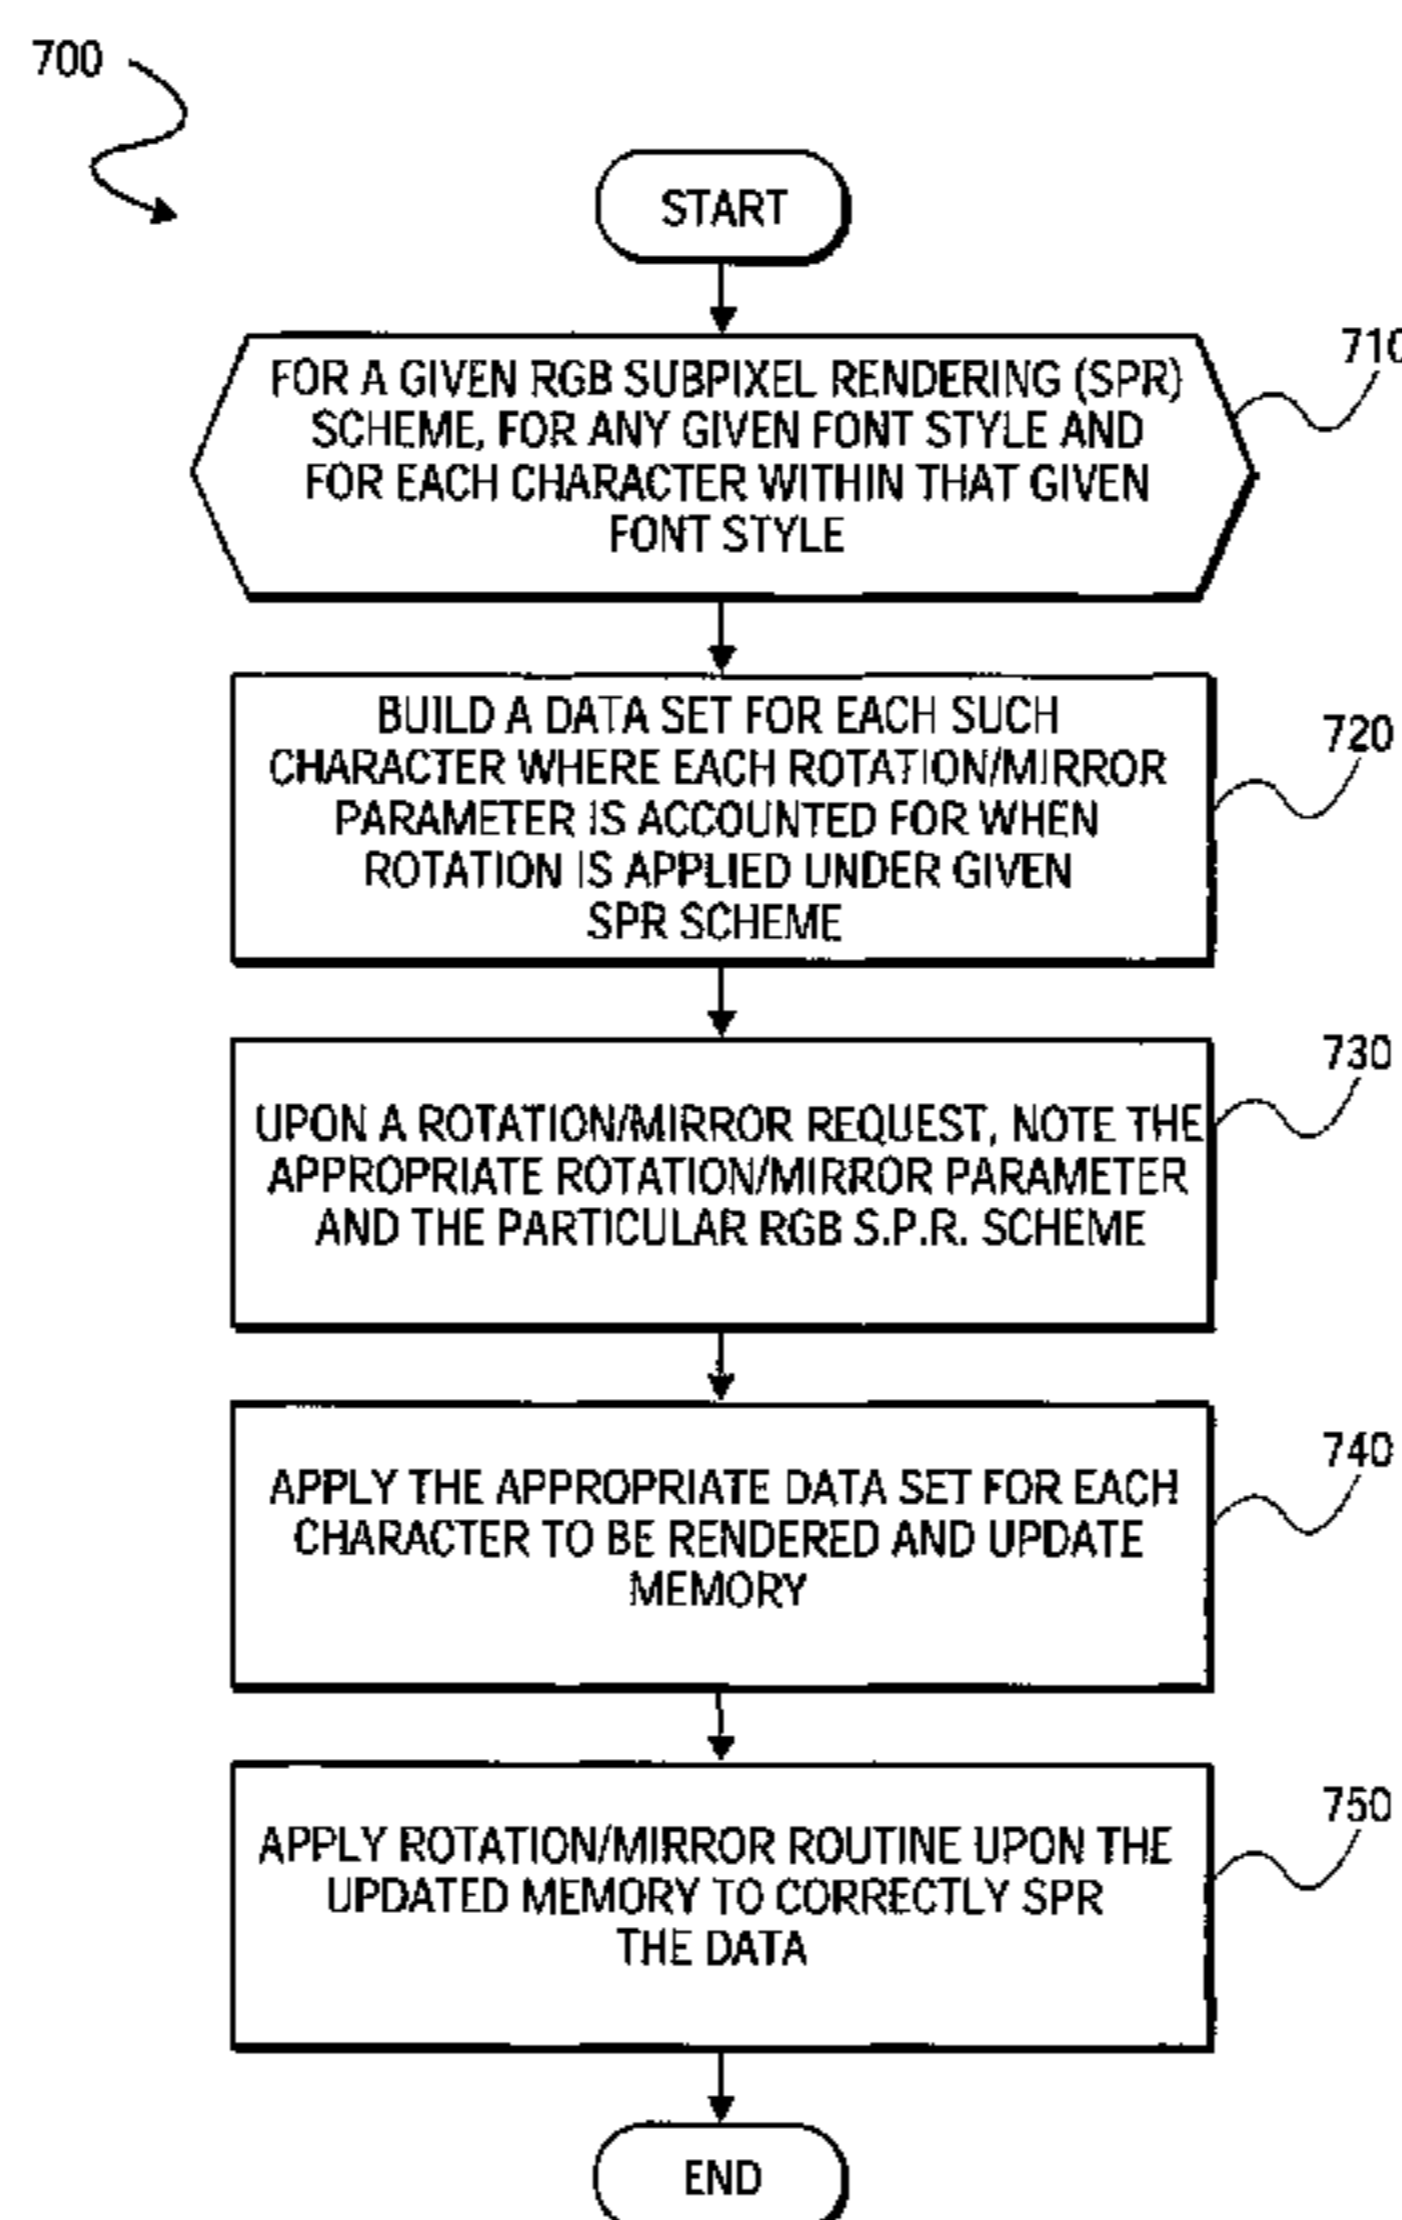 700
START
FOR A GIVEN RGB SUBPIXEL RENDERING (SPR)
SCHEME, FOR ANY GIVEN FONT STYLE AND
FOR EACH CHARACTER WITHIN THAT GIVEN
FONT STYLE
710
BUILD A DATA SET FOR EACH SUCH
CHARACTER WHERE EACH ROTATION/MIRROR
PARAMETER IS ACCOUNTED FOR WHEN
ROTATION IS APPLIED UNDER GIVEN
SPR SCHEME
720
UPON A ROTATION/MIRROR REQUEST, NOTE THE
APPROPRIATE ROTATION/MIRROR PARAMETER
AND THE PARTICULAR RGB S.P.R. SCHEME
730
APPLY THE APPROPRIATE DATA SET FOR EACH
CHARACTER TO BE RENDERED AND UPDATE
MEMORY
740
APPLY ROTATION/MIRROR ROUTINE UPON THE
UPDATED MEMORY TO CORRECTLY SPR
THE DATA
750
END